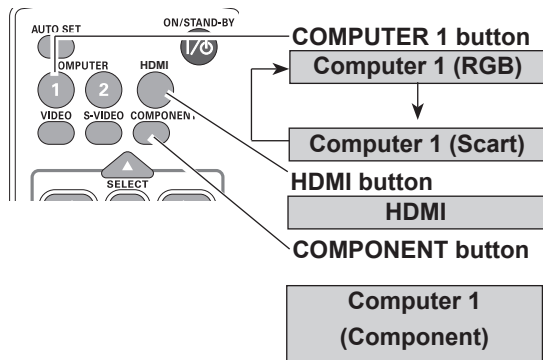 AUTO SET
ON/STAND-BY
I/⏻
COMPUTER 1 button
COMPUTER
HDMI
1
2
Computer 1 (RGB)
VIDEO
S-VIDEO
COMPONENT
Computer 1 (Scart)
SELECT
HDMI button
HDMI
COMPONENT button
Computer 1
(Component)